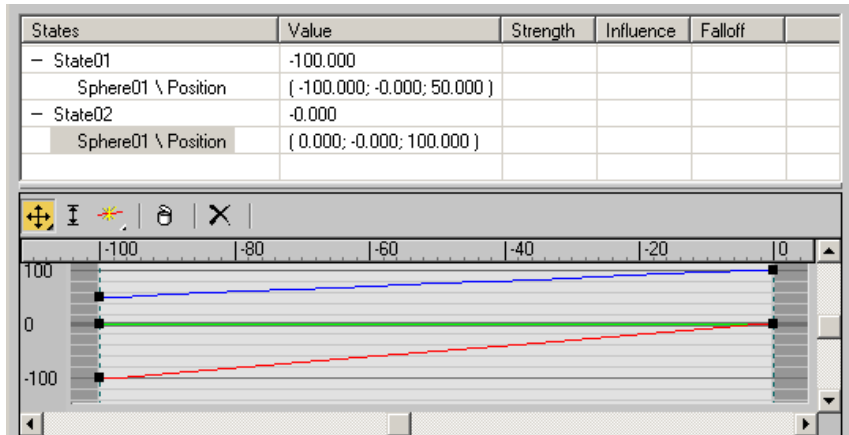 States Value Strength Influence Falloff
− State01 -100.000
Sphere01 \ Position ( -100.000; -0.000; 50.000 )
− State02 -0.000
Sphere01 \ Position ( 0.000; -0.000; 100.000 )
-100 -80 -60 -40 -20 0
100
0
-100